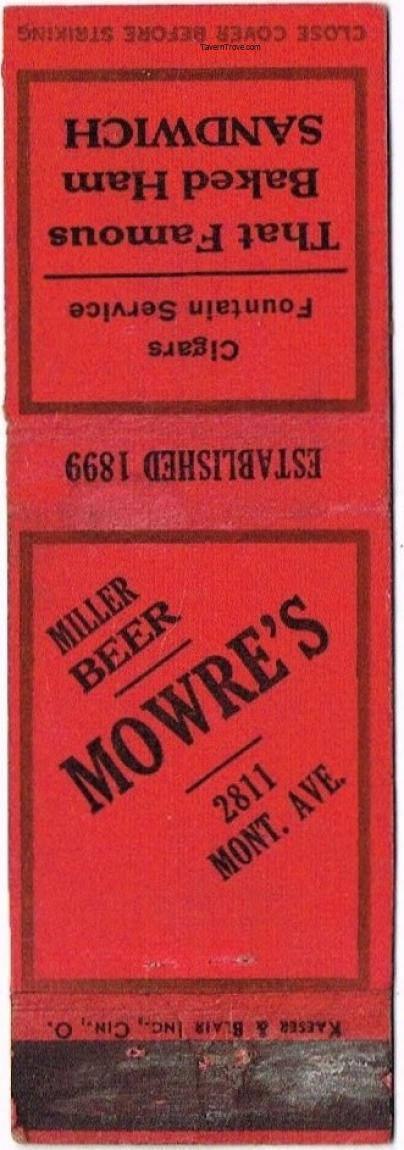 CLOSE COVER BEFORE STRIKING
TavernTrove.com
Cigars
Fountain Service
That Famous
Baked Ham
SANDWICH
ESTABLISHED 1899
MILLER
BEER
MOWRE'S
2811
MONT. AVE.
KAESER & BLAIR INC., CIN., O.